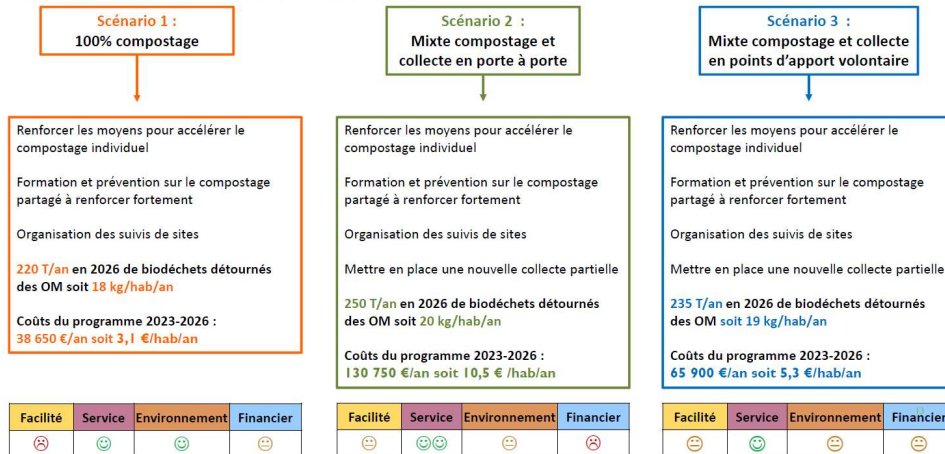 Scénario 1 :
100% compostage
Renforcer les moyens pour accélérer le
compostage individuel
Formation et prévention sur le compostage
partagé à renforcer fortement
Organisation des suivis de sites
220 T/an en 2026 de biodéchets détournés
des OM soit 18 kg/hab/an
Coûts du programme 2023-2026 :
38 650 €/an soit 3,1 €/hab/an
Facilité Service Environnement Financier
Scénario 2 :
Mixte compostage et
collecte en porte à porte
Renforcer les moyens pour accélérer le
compostage individuel
Formation et prévention sur le compostage
partagé à renforcer fortement
Organisation des suivis de sites
Mettre en place une nouvelle collecte partielle
250 T/an en 2026 de biodéchets détournés
des OM soit 20 kg/hab/an
Coûts du programme 2023-2026 :
130 750 €/an soit 10,5 € /hab/an
Facilité Service Environnement Financier
Scénario 3 :
Mixte compostage et collecte
en points d’apport volontaire
Renforcer les moyens pour accélérer le
compostage individuel
Formation et prévention sur le compostage
partagé à renforcer fortement
Organisation des suivis de sites
Mettre en place une nouvelle collecte partielle
235 T/an en 2026 de biodéchets détournés
des OM soit 19 kg/hab/an
Coûts du programme 2023-2026 :
65 900 €/an soit 5,3 €/hab/an
Facilité Service Environnement Financier